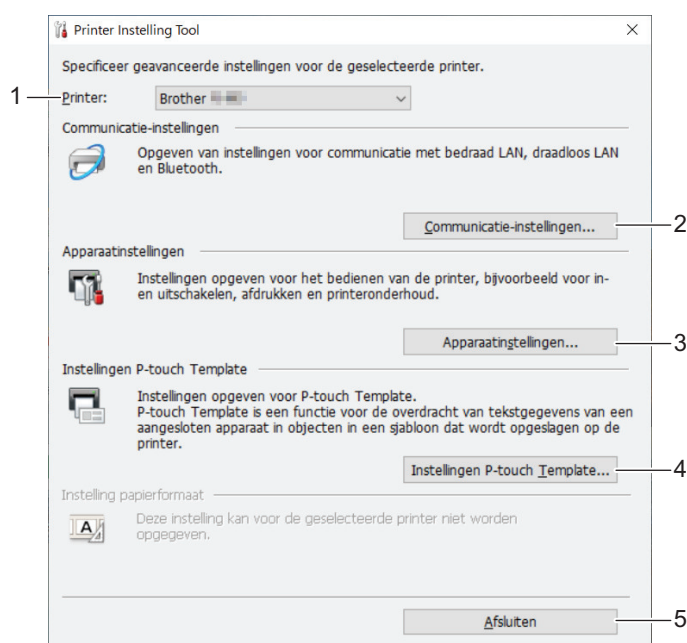 Printer Instelling Tool
Specificeer geavanceerde instellingen voor de geselecteerde printer.
1
Printer: Brother
Communicatie-instellingen
Opgeven van instellingen voor communicatie met bedraad LAN, draadloos LAN
en Bluetooth.
Communicatie-instellingen... 2
Apparaatinstellingen
Instellingen opgeven voor het bedienen van de printer, bijvoorbeeld voor in-
en uitschakelen, afdrukken en printeronderhoud.
Apparaatinstellingen... 3
Instellingen P-touch Template
Instellingen opgeven voor P-touch Template.
P-touch Template is een functie voor de overdracht van tekstgegevens van een
aangesloten apparaat in objecten in een sjabloon dat wordt opgeslagen op de
printer.
Instellingen P-touch Template... 4
Instelling papierformaat
A
Deze instelling kan voor de geselecteerde printer niet worden
opgegeven.
Afsluiten 5